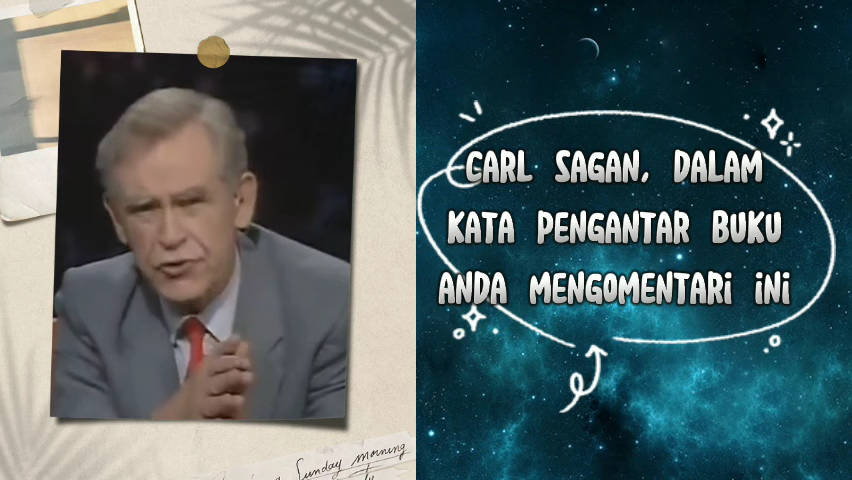 CARL SAGAN, DALAM
KATA PENGANTAR BUKU
ANDA MENGOMENTARI INI
Sunday morning